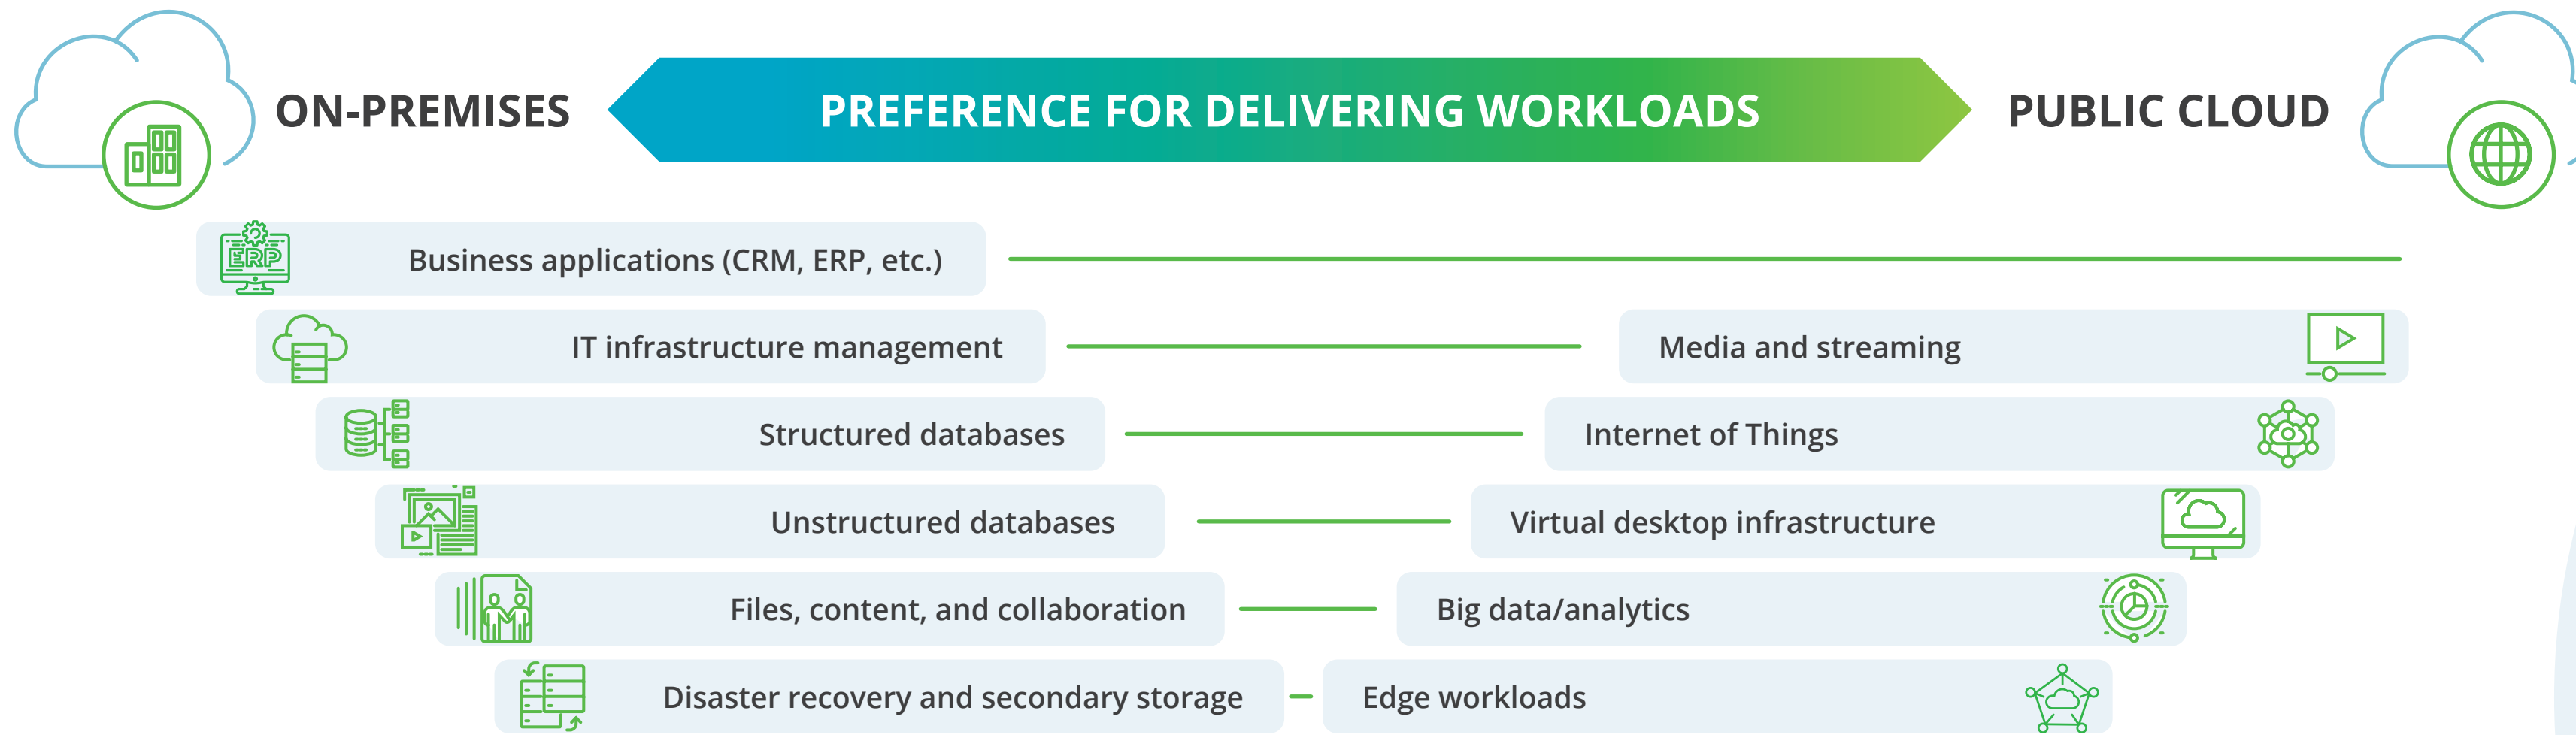 ON-PREMISES
PREFERENCE FOR DELIVERING WORKLOADS
PUBLIC CLOUD
ERP
Business applications (CRM, ERP, etc.)
IT infrastructure management
Media and streaming
Structured databases
Internet of Things
Unstructured databases
Virtual desktop infrastructure
Files, content, and collaboration
Big data/analytics
Disaster recovery and secondary storage
Edge workloads